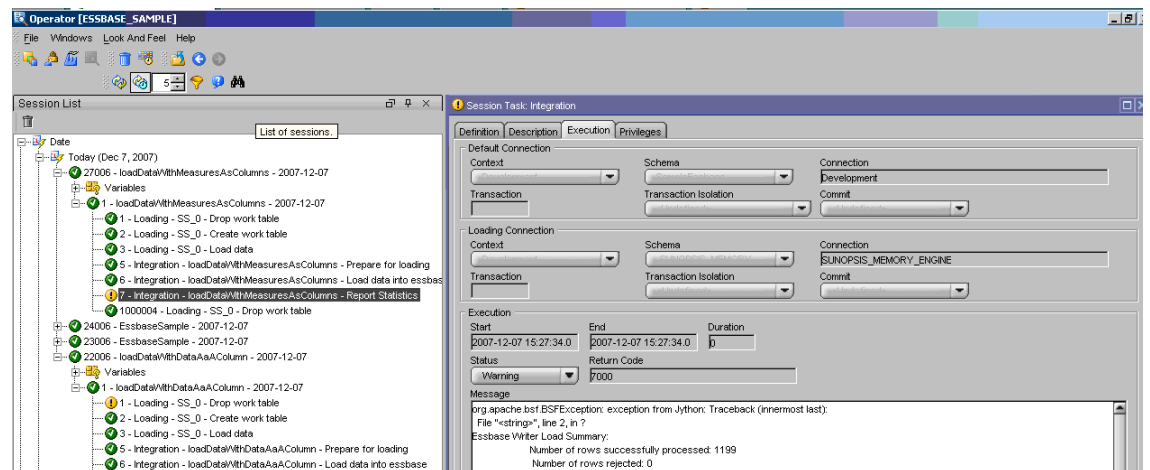 Operator [ESSBASE_SAMPLE]
File Windows Look And Feel Help
5
Session List
List of sessions.
Date
Today (Dec 7, 2007)
27006 - loadDataWithMeasuresAsColumns - 2007-12-07
Variables
1 - loadDataWithMeasuresAsColumns - 2007-12-07
1 - Loading - SS_0 - Drop work table
2 - Loading - SS_0 - Create work table
3 - Loading - SS_0 - Load data
5 - Integration - loadDataWithMeasuresAsColumns - Prepare for loading
6 - Integration - loadDataWithMeasuresAsColumns - Load data into essbas
7 - Integration - loadDataWithMeasuresAsColumns - Report Statistics
1000004 - Loading - SS_0 - Drop work table
24006 - EssbaseSample - 2007-12-07
23006 - EssbaseSample - 2007-12-07
22006 - loadDataWithDataAaAColumn - 2007-12-07
Variables
1 - loadDataWithDataAaAColumn - 2007-12-07
1 - Loading - SS_0 - Drop work table
2 - Loading - SS_0 - Create work table
3 - Loading - SS_0 - Load data
5 - Integration - loadDataWithDataAaAColumn - Prepare for loading
6 - Integration - loadDataWithDataAaAColumn - Load data into essbase
Session Task: Integration
Definition Description Execution Privileges
Default Connection
Context Schema Connection
Development
Transaction Transaction Isolation Commit
Loading Connection
Context Schema Connection
SUNOPSIS_MEMORY_ENGINE
Transaction Transaction Isolation Commit
Execution
Start End Duration
2007-12-07 15:27:34.0 2007-12-07 15:27:34.0 0
Status Return Code
Warning 7000
Message
org.apache.bsf.BSFException: exception from Jython: Traceback (innermost last):
File "<string>", line 2, in ?
Essbase Writer Load Summary:
Number of rows successfully processed: 1199
Number of rows rejected: 0